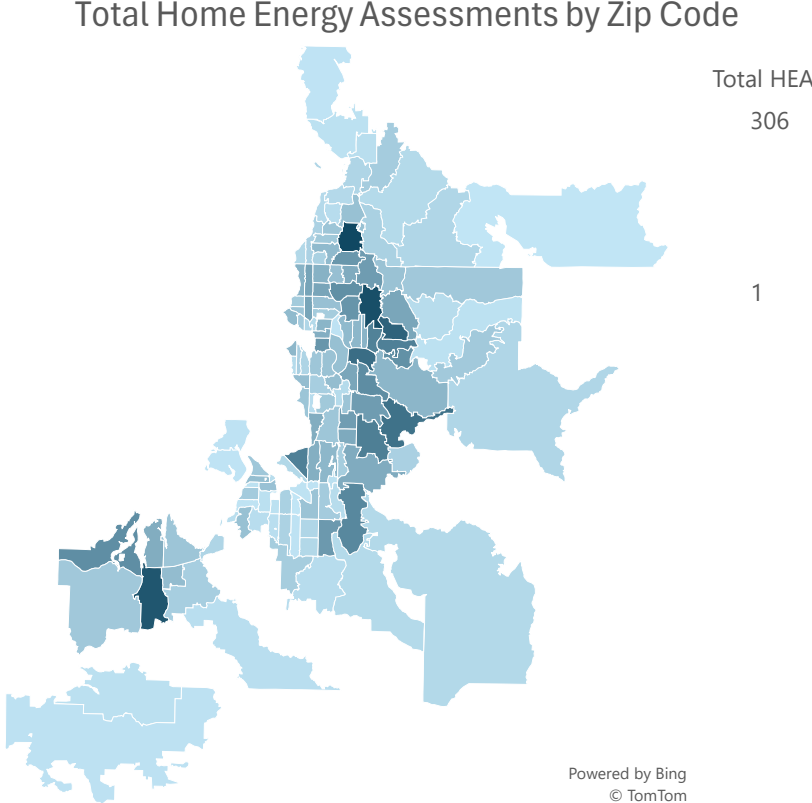 Total Home Energy Assessments by Zip Code
Total HEA
306
1
Powered by Bing
© TomTom